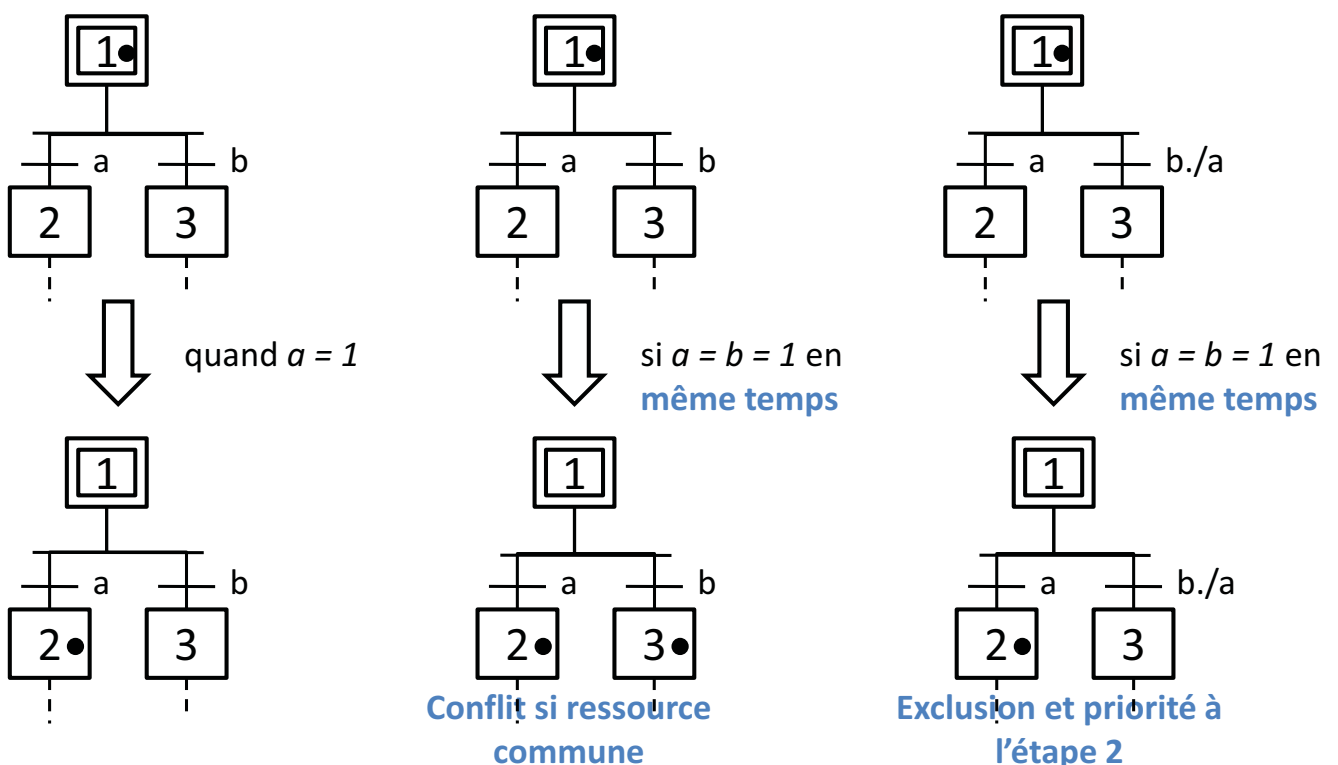 1 1 1
a b a b a b./a
2 3 2 3 2 3
quand a = 1
si a = b = 1 en
même temps
si a = b = 1 en
même temps
1 1 1
a b a b a b./a
2 3 2 3 2 3
Conflit si ressource
commune
Exclusion et priorité à
l’étape 2